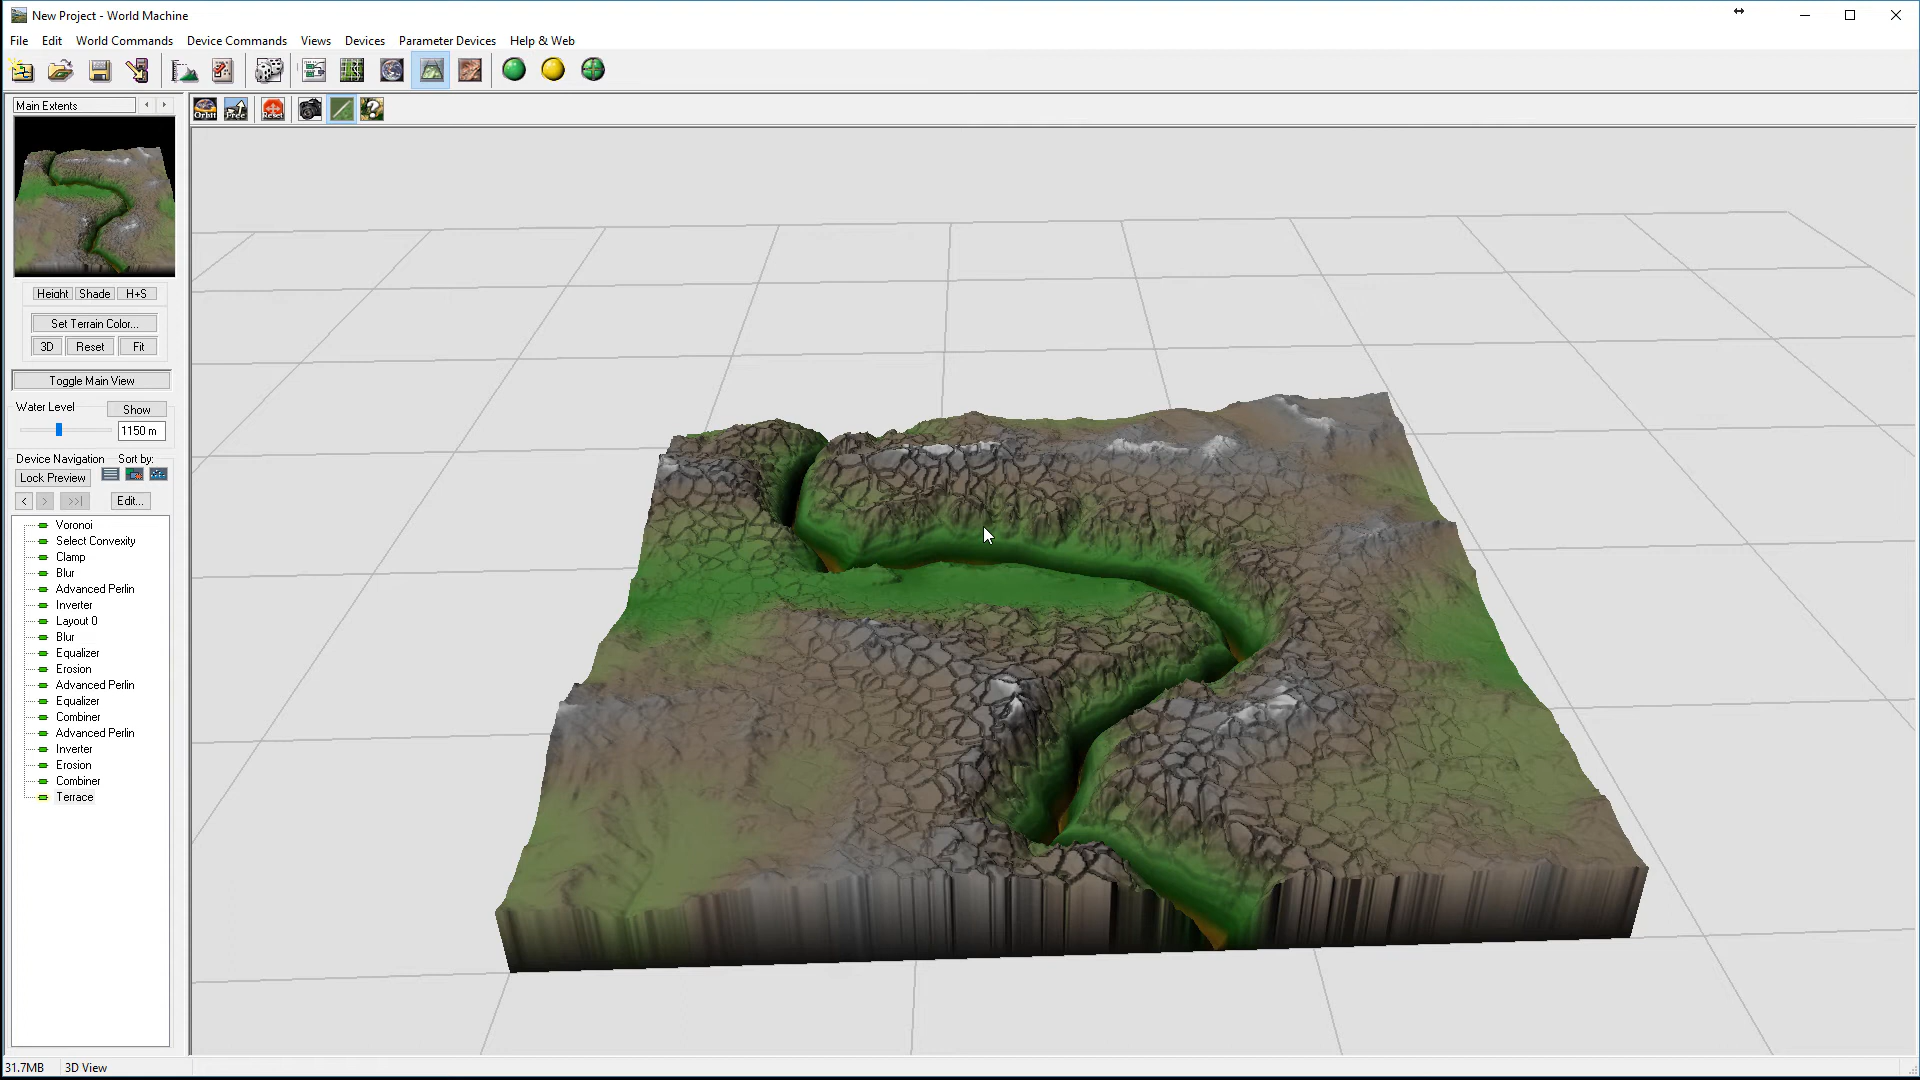 New Project - World Machine
File Edit World Commands Device Commands Views Devices Parameter Devices Help & Web
Main Extents
Orbit Free Reset
Height Shade H+S
Set Terrain Color...
3D Reset Fit
Toggle Main View
Water Level Show
1150 m
Device Navigation Sort by:
Lock Preview
< > >>| Edit...
Voronoi
Select Convexity
Clamp
Blur
Advanced Perlin
Inverter
Layout 0
Blur
Equalizer
Erosion
Advanced Perlin
Equalizer
Combiner
Advanced Perlin
Inverter
Erosion
Combiner
Terrace
31.7MB 3D View